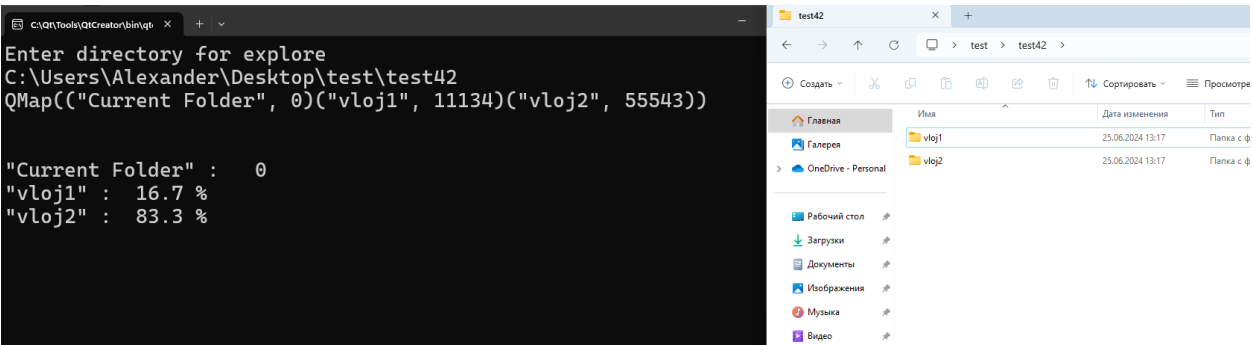 C:\Qt\Tools\QtCreator\bin\qt
Enter directory for explore
C:\Users\Alexander\Desktop\test\test42
QMap(("Current Folder", 0)("vloj1", 11134)("vloj2", 55543))
"Current Folder" :   0
"vloj1" :  16.7 %
"vloj2" :  83.3 %
test42
test > test42 >
Создать
Сортировать
Просмотре
Имя
Дата изменения
Тип
vloj1
25.06.2024 13:17
Папка с ф
vloj2
25.06.2024 13:17
Папка с ф
Главная
Галерея
OneDrive - Personal
Рабочий стол
Загрузки
Документы
Изображения
Музыка
Видео